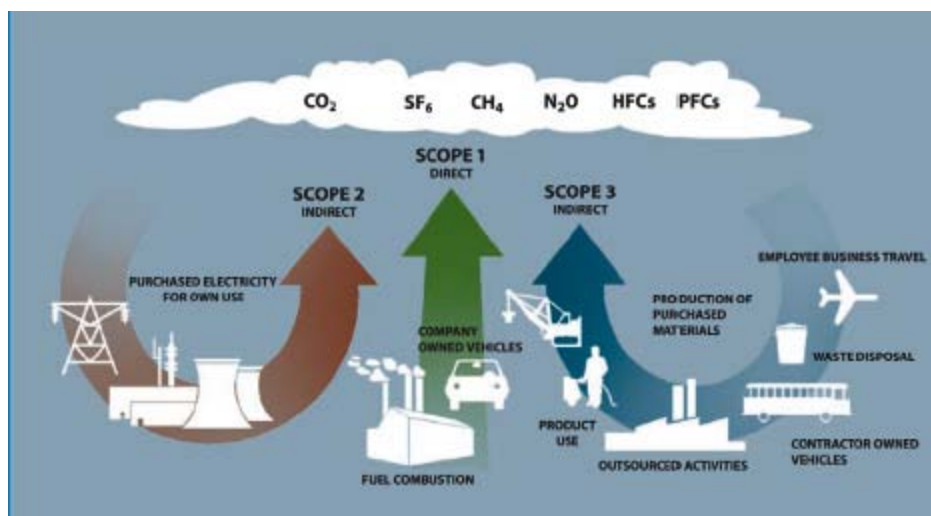 CO₂ SF₆ CH₄ N₂O HFCs PFCs
SCOPE 1
DIRECT
SCOPE 2
INDIRECT
SCOPE 3
INDIRECT
PURCHASED ELECTRICITY
FOR OWN USE
COMPANY
OWNED VEHICLES
FUEL COMBUSTION
PRODUCTION OF
PURCHASED
MATERIALS
EMPLOYEE BUSINESS TRAVEL
WASTE DISPOSAL
PRODUCT
USE
OUTSOURCED ACTIVITIES
CONTRACTOR OWNED
VEHICLES